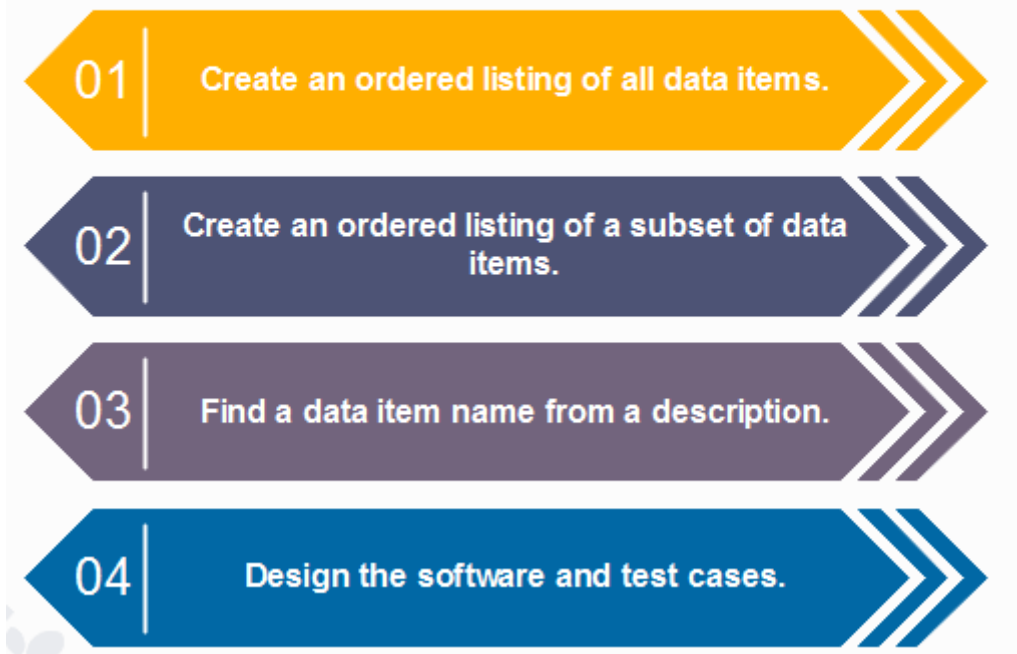 01
Create an ordered listing of all data items.
02
Create an ordered listing of a subset of data
items.
03
Find a data item name from a description.
04
Design the software and test cases.